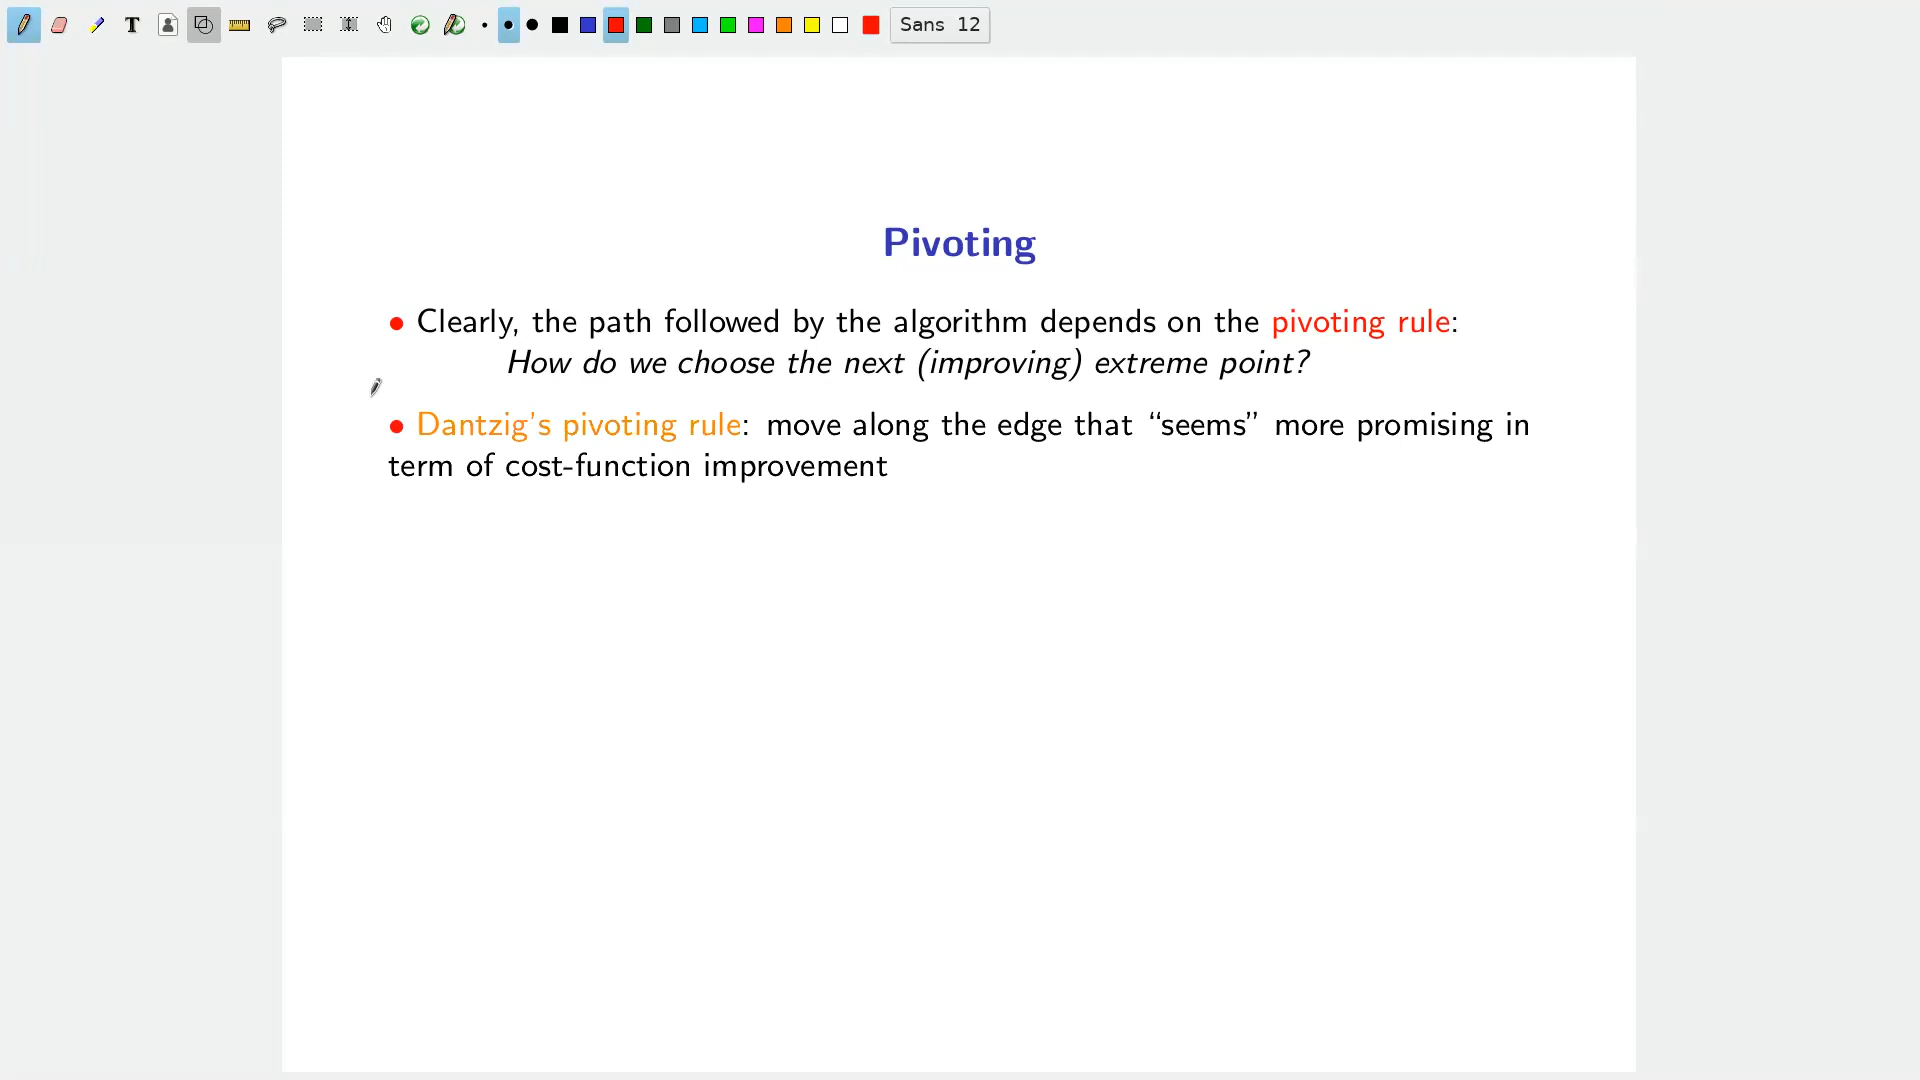 T Sans 12
Pivoting
• Clearly, the path followed by the algorithm depends on the pivoting rule:
How do we choose the next (improving) extreme point?
• Dantzig's pivoting rule: move along the edge that “seems” more promising in
term of cost-function improvement